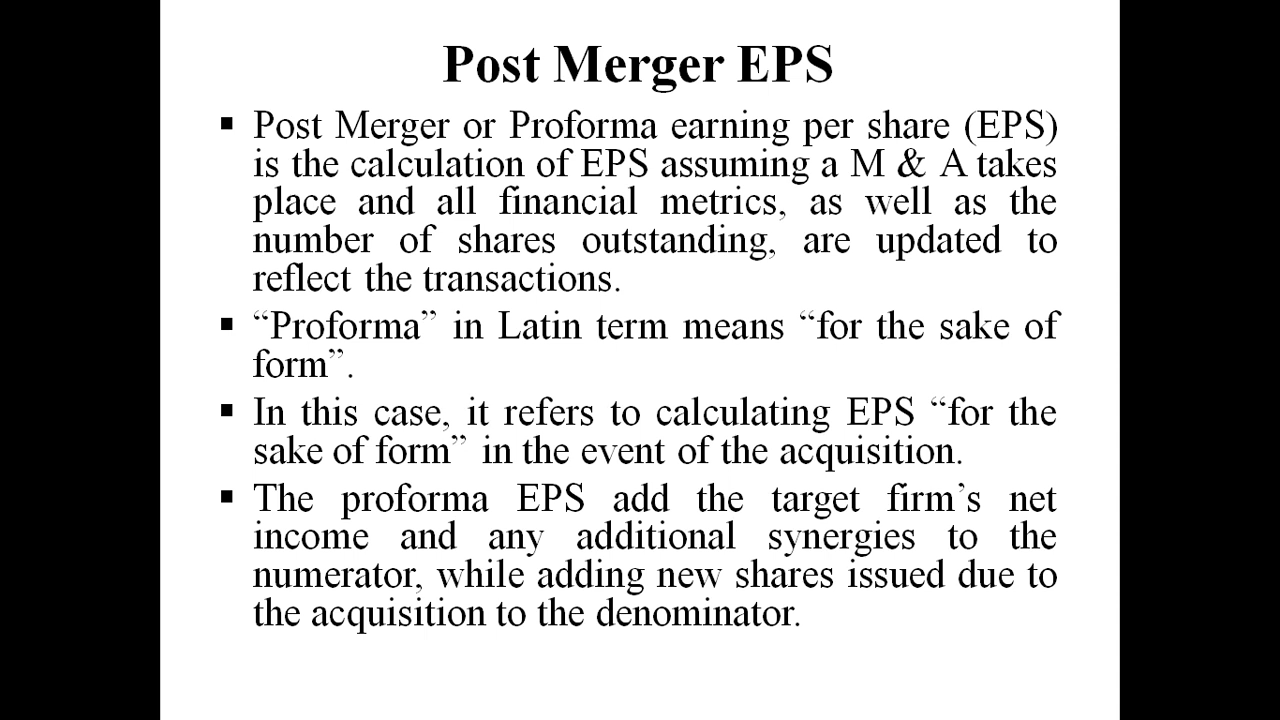 Post Merger EPS
▪ Post Merger or Proforma earning per share (EPS)
is the calculation of EPS assuming a M & A takes
place and all financial metrics, as well as the
number of shares outstanding, are updated to
reflect the transactions.
▪ “Proforma” in Latin term means “for the sake of
form”.
▪ In this case, it refers to calculating EPS “for the
sake of form” in the event of the acquisition.
▪ The proforma EPS add the target firm’s net
income and any additional synergies to the
numerator, while adding new shares issued due to
the acquisition to the denominator.